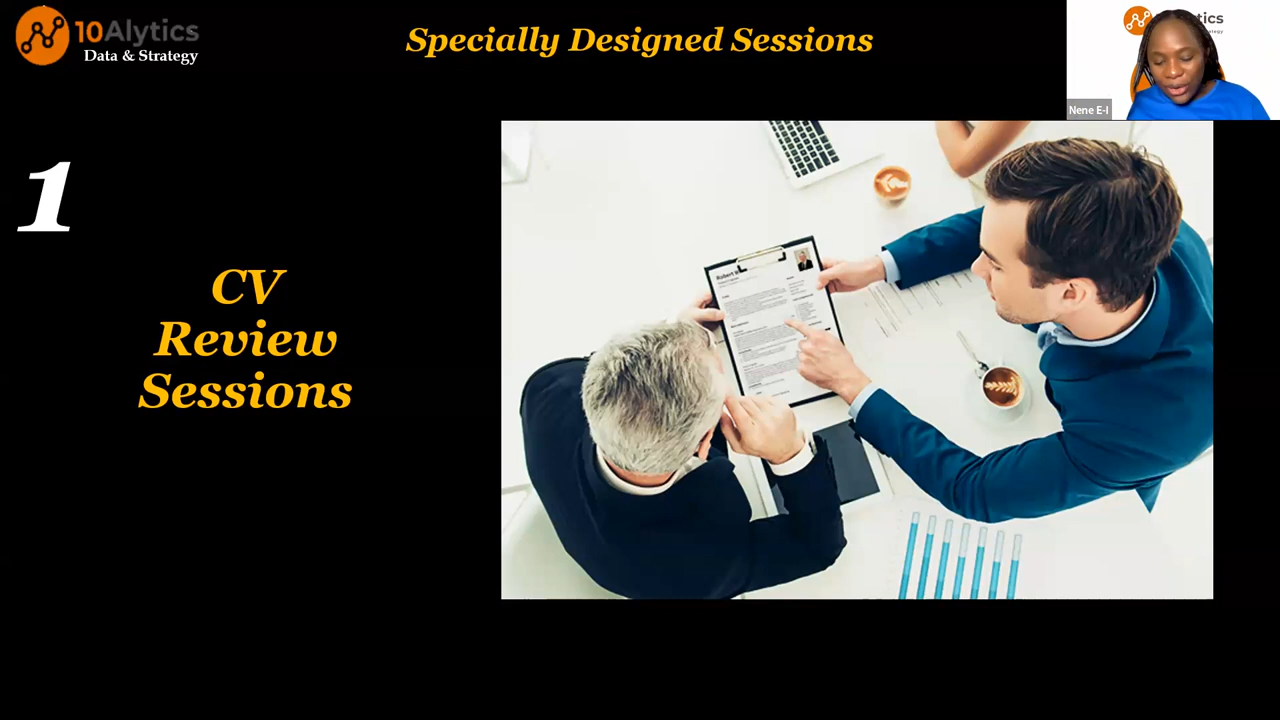 10Alytics
Data & Strategy
Specially Designed Sessions
Nene E-I
1
CV
Review
Sessions